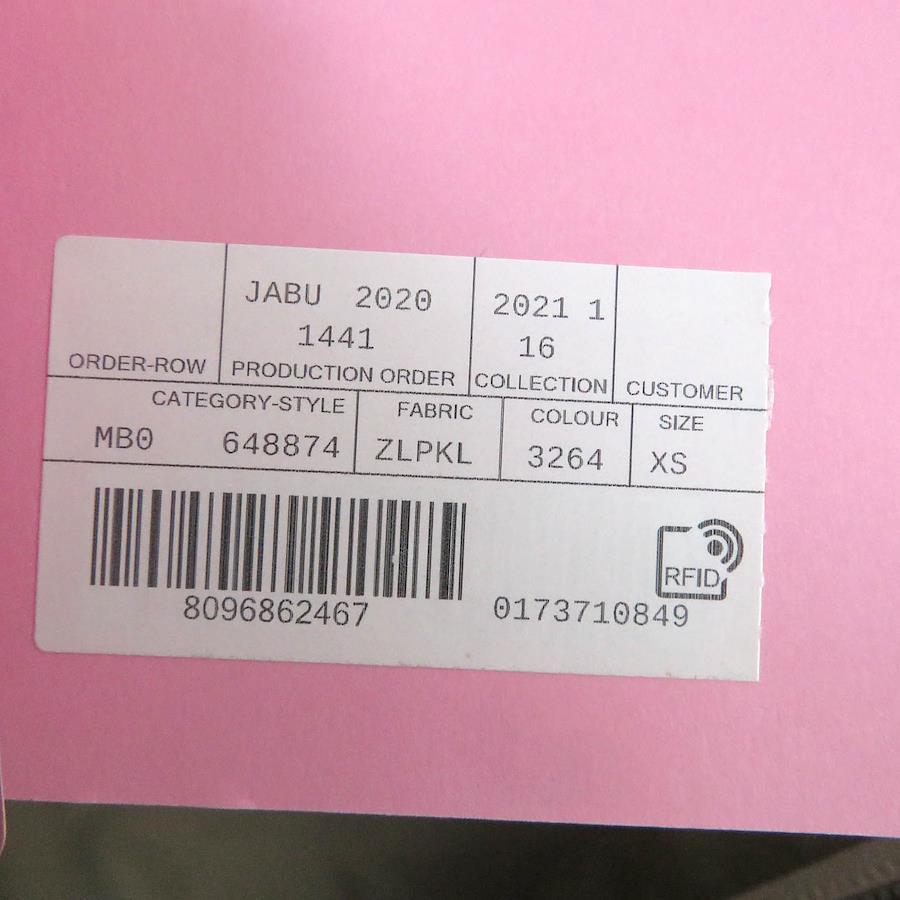 JABU 2020 2021 1
1441 16
ORDER-ROW PRODUCTION ORDER COLLECTION CUSTOMER
CATEGORY-STYLE FABRIC COLOUR SIZE
MB0 648874 ZLPKL 3264 XS
RFID
8096862467 0173710849